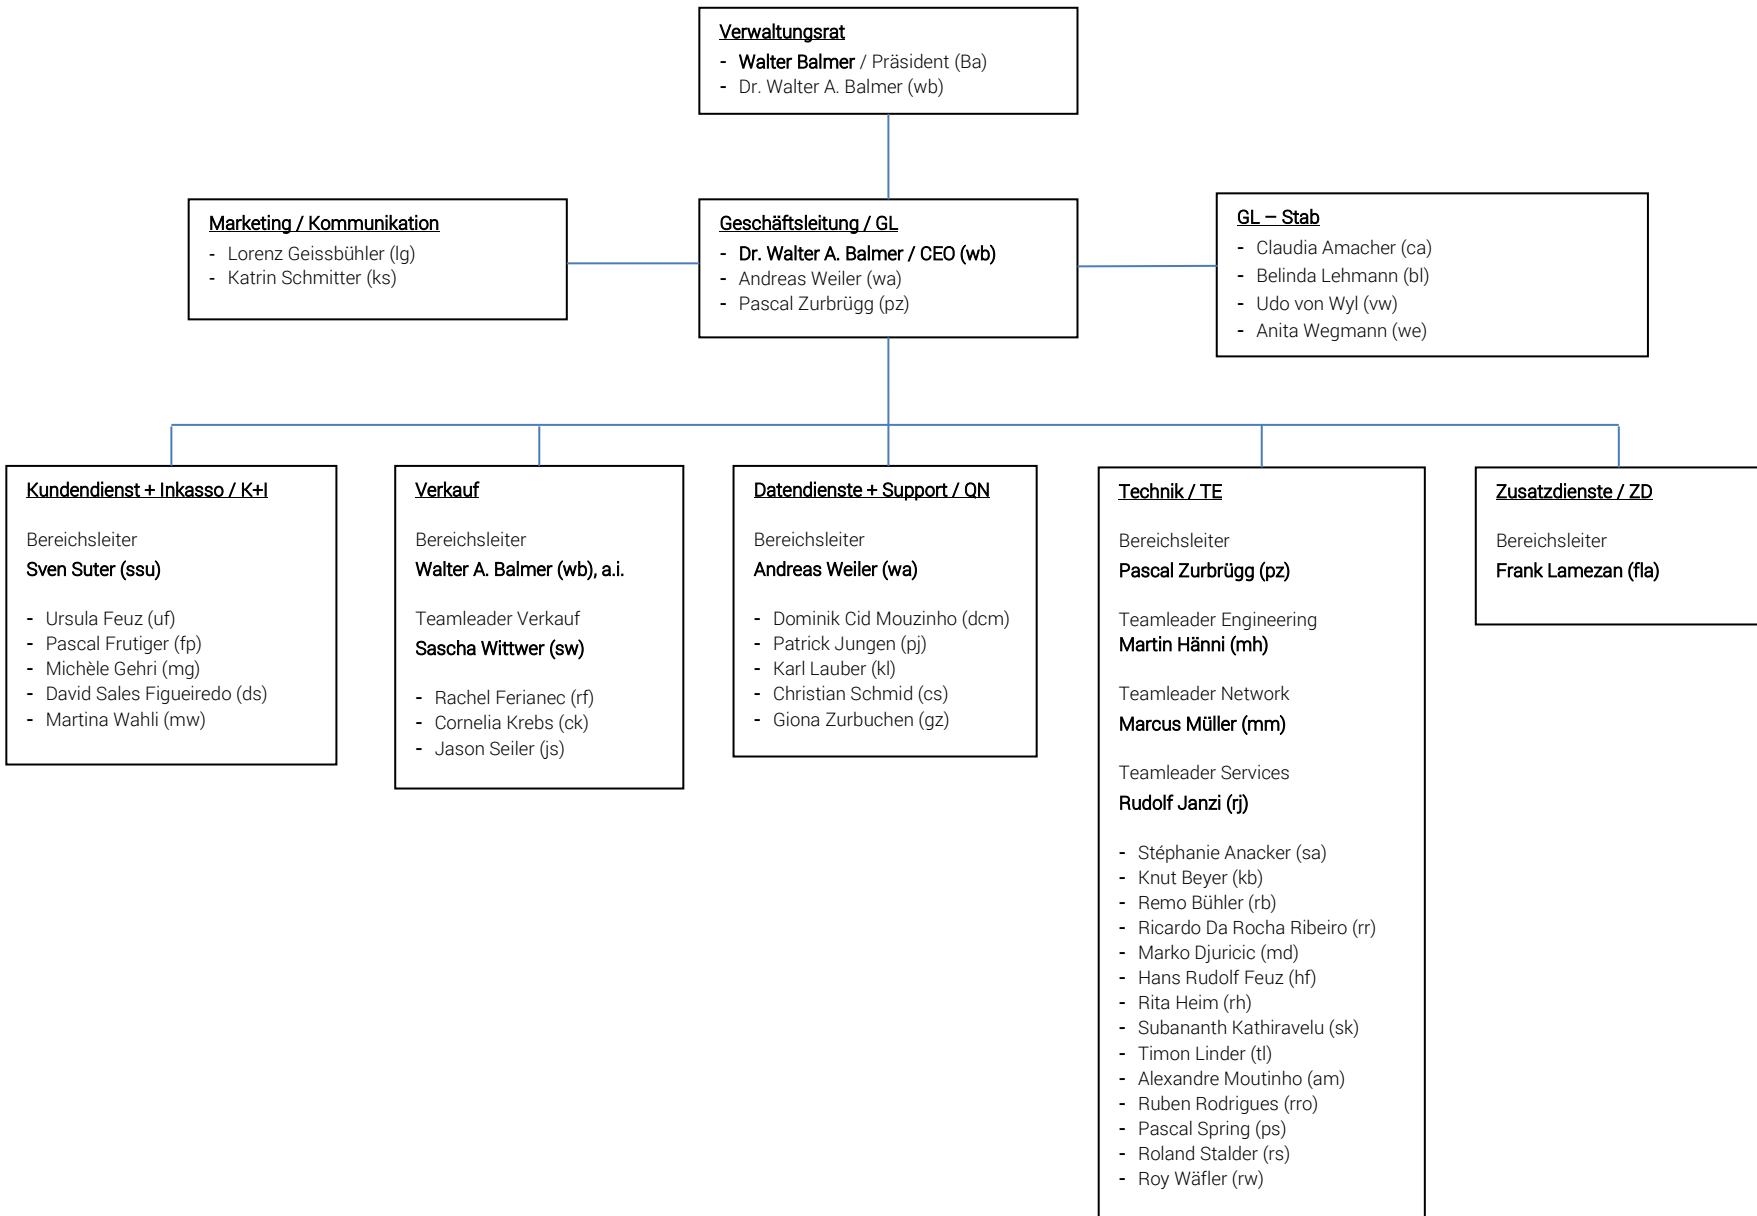 Verwaltungsrat
- Walter Balmer / Präsident (Ba)
- Dr. Walter A. Balmer (wb)
Marketing / Kommunikation
- Lorenz Geissbühler (lg)
- Katrin Schmitter (ks)
Geschäftsleitung / GL
- Dr. Walter A. Balmer / CEO (wb)
- Andreas Weiler (wa)
- Pascal Zurbrügg (pz)
GL – Stab
- Claudia Amacher (ca)
- Belinda Lehmann (bl)
- Udo von Wyl (vw)
- Anita Wegmann (we)
Kundendienst + Inkasso / K+I
Bereichsleiter
Sven Suter (ssu)
- Ursula Feuz (uf)
- Pascal Frutiger (fp)
- Michèle Gehri (mg)
- David Sales Figueiredo (ds)
- Martina Wahli (mw)
Verkauf
Bereichsleiter
Walter A. Balmer (wb), a.i.
Teamleader Verkauf
Sascha Wittwer (sw)
- Rachel Ferianec (rf)
- Cornelia Krebs (ck)
- Jason Seiler (js)
Datendienste + Support / QN
Bereichsleiter
Andreas Weiler (wa)
- Dominik Cid Mouzinho (dcm)
- Patrick Jungen (pj)
- Karl Lauber (kl)
- Christian Schmid (cs)
- Giona Zurbuchen (gz)
Technik / TE
Bereichsleiter
Pascal Zurbrügg (pz)
Teamleader Engineering
Martin Hänni (mh)
Teamleader Network
Marcus Müller (mm)
Teamleader Services
Rudolf Janzi (rj)
- Stéphanie Anacker (sa)
- Knut Beyer (kb)
- Remo Bühler (rb)
- Ricardo Da Rocha Ribeiro (rr)
- Marko Djuricic (md)
- Hans Rudolf Feuz (hf)
- Rita Heim (rh)
- Subananth Kathiravelu (sk)
- Timon Linder (tl)
- Alexandre Moutinho (am)
- Ruben Rodrigues (rro)
- Pascal Spring (ps)
- Roland Stalder (rs)
- Roy Wäfler (rw)
Zusatzdienste / ZD
Bereichsleiter
Frank Lamezan (fla)